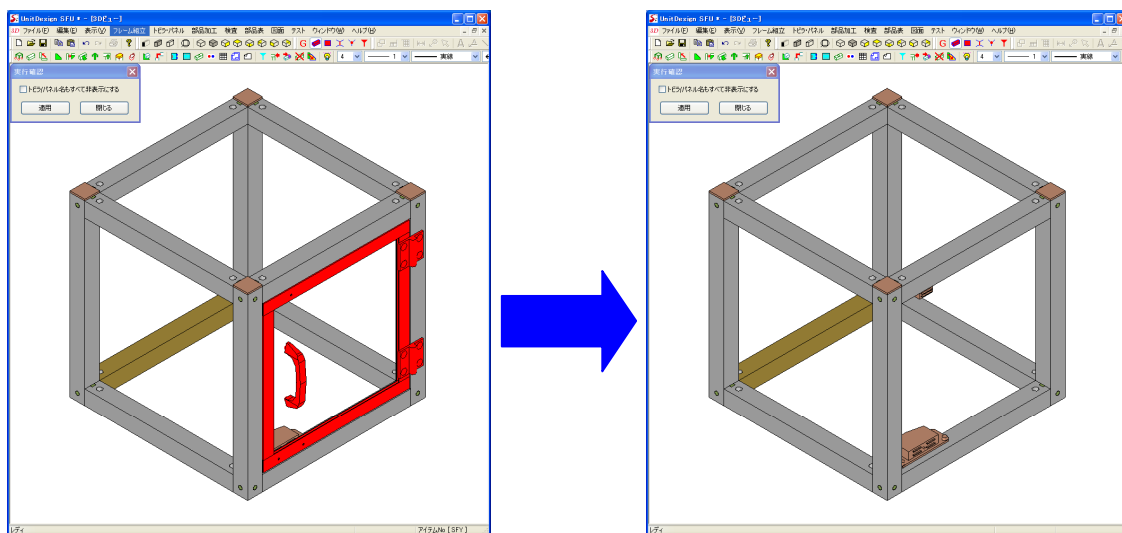 UnitDesign SFU * - [3Dビュー]
3D ファイル(F) 編集(E) 表示(V) フレーム組立 トビラ・パネル 部品加工 検査 部品表 図面 テスト ウィンドウ(W) ヘルプ(H)
G 4 1 A
4 1 実線
実行確認
トビラ/パネル名もすべて非表示にする
適用 閉じる
レディ アイテムNo [ SFY ]
UnitDesign SFU * - [3Dビュー]
3D ファイル(F) 編集(E) 表示(V) フレーム組立 トビラ・パネル 部品加工 検査 部品表 図面 テスト ウィンドウ(W) ヘルプ(H)
G A
4 1 実線
実行確認
トビラ/パネル名もすべて非表示にする
適用 閉じる
レディ